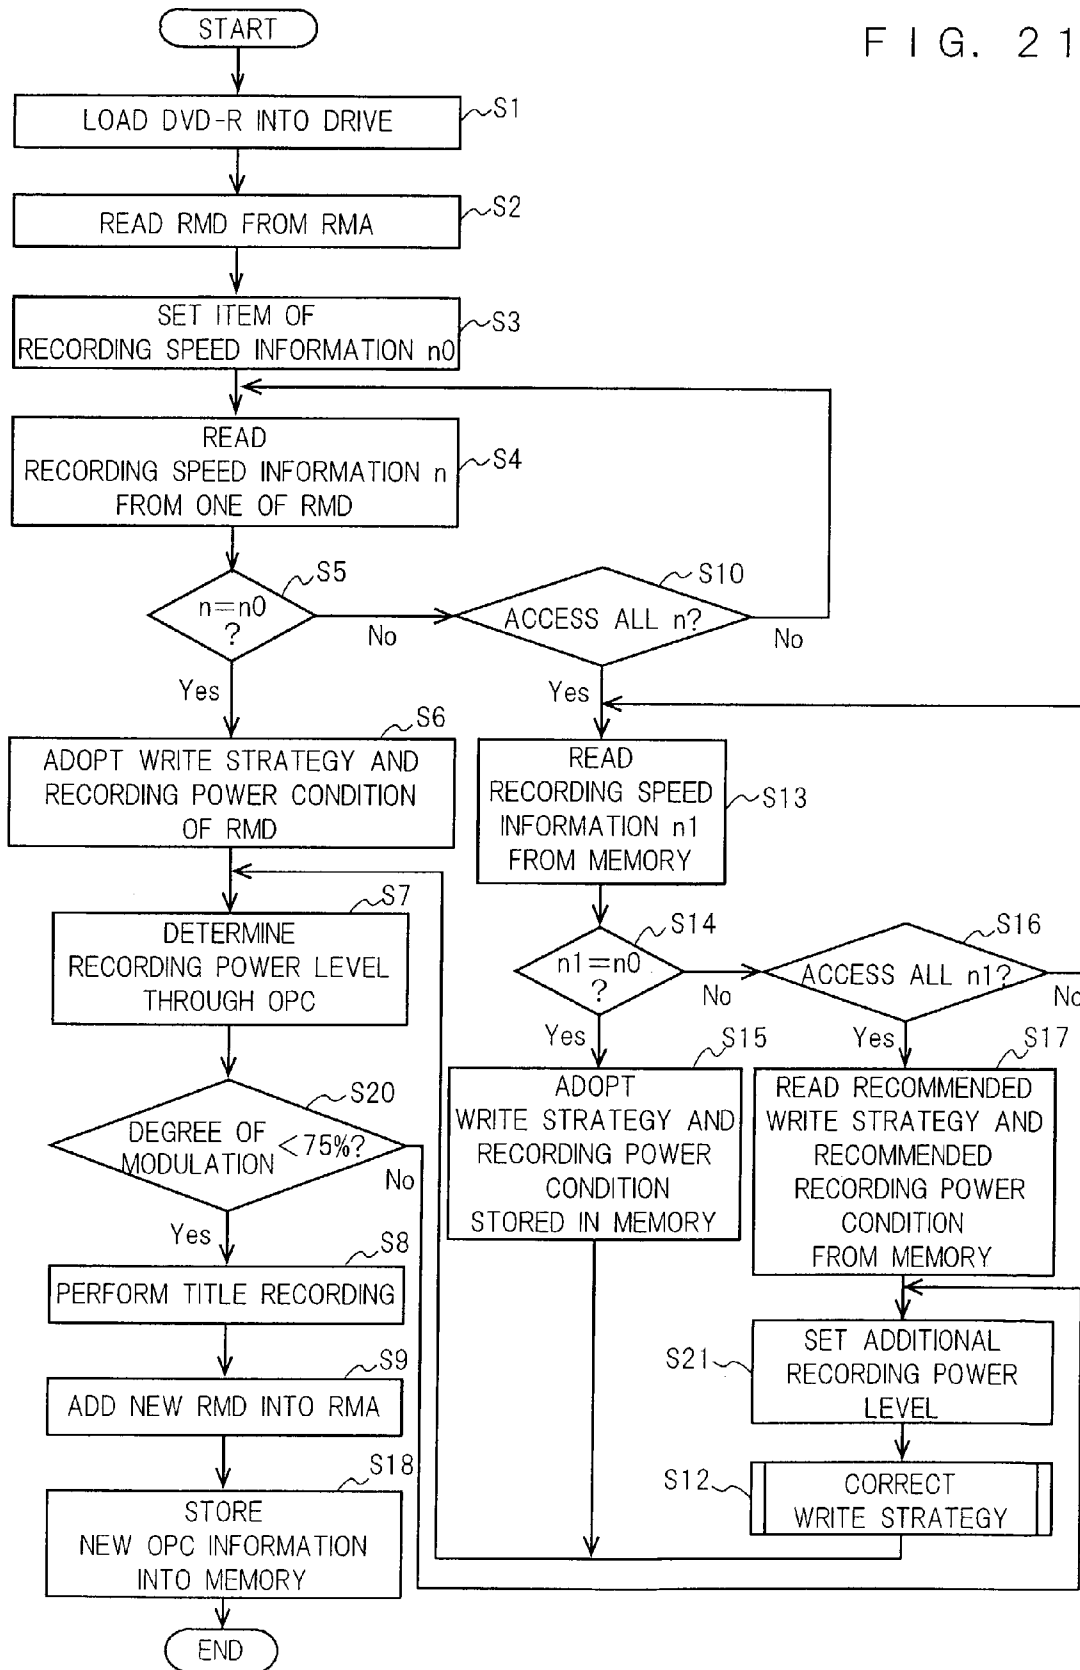 START
F I G. 21
LOAD DVD-R INTO DRIVE
S1
READ RMD FROM RMA
S2
SET ITEM OF
RECORDING SPEED INFORMATION n0
S3
READ
RECORDING SPEED INFORMATION n
FROM ONE OF RMD
S4
n=n0
?
S5
No
Yes
ACCESS ALL n?
S10
No
Yes
ADOPT WRITE STRATEGY AND
RECORDING POWER CONDITION
OF RMD
S6
READ
RECORDING SPEED
INFORMATION n1
FROM MEMORY
S13
DETERMINE
RECORDING POWER LEVEL
THROUGH OPC
S7
n1=n0
?
S14
No
Yes
ACCESS ALL n1?
S16
No
Yes
DEGREE OF
MODULATION <75%?
S20
No
Yes
ADOPT
WRITE STRATEGY AND
RECORDING POWER
CONDITION
STORED IN MEMORY
S15
READ RECOMMENDED
WRITE STRATEGY AND
RECOMMENDED
RECORDING POWER
CONDITION
FROM MEMORY
S17
PERFORM TITLE RECORDING
S8
ADD NEW RMD INTO RMA
S9
SET ADDITIONAL
RECORDING POWER
LEVEL
S21
CORRECT
WRITE STRATEGY
S12
STORE
NEW OPC INFORMATION
INTO MEMORY
S18
END